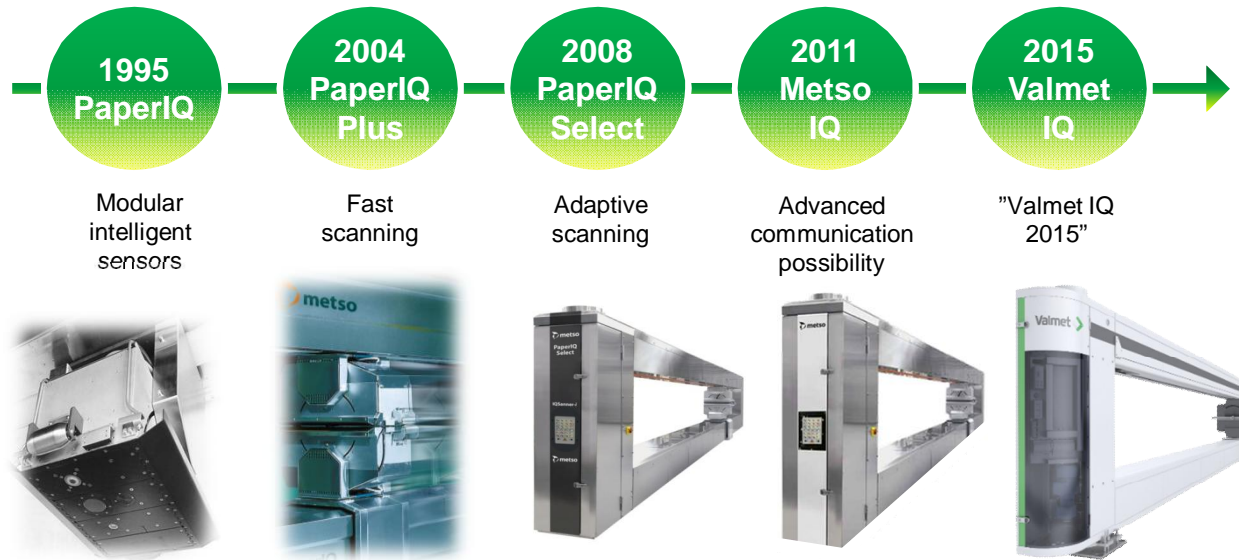 1995
PaperIQ
2004
PaperIQ
Plus
2008
PaperIQ
Select
2011
Metso
IQ
2015
Valmet
IQ
Modular
intelligent
sensors
Fast
scanning
Adaptive
scanning
Advanced
communication
possibility
”Valmet IQ
2015”
metso
metso
PaperIQ
Select
IQScanner-i
metso
metso
Valmet